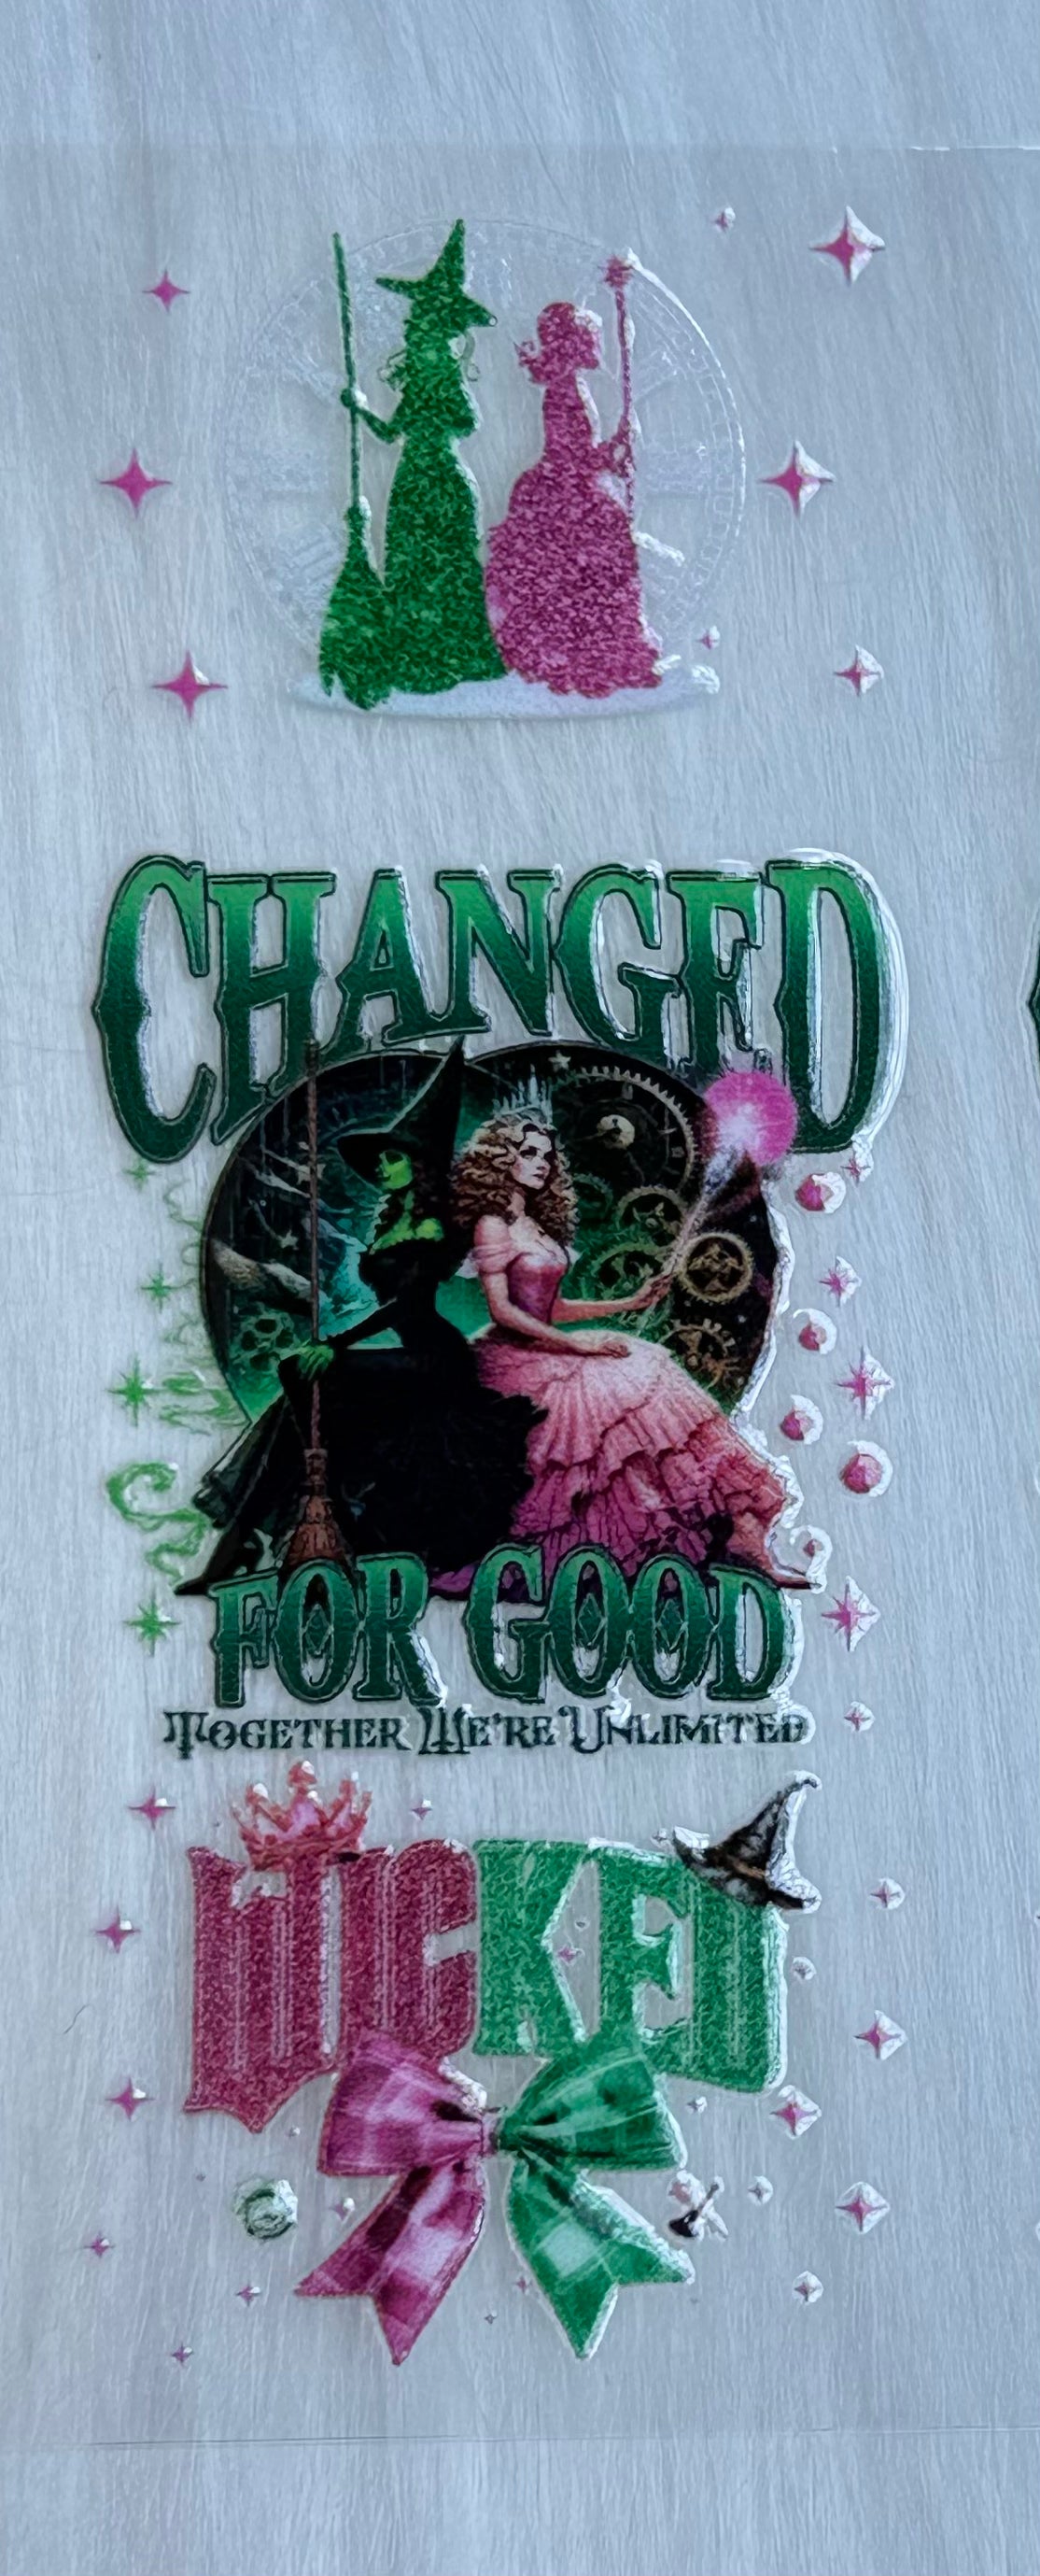 CHANGED
FOR GOOD
TOGETHER WE'RE UNLIMITED
WICKED